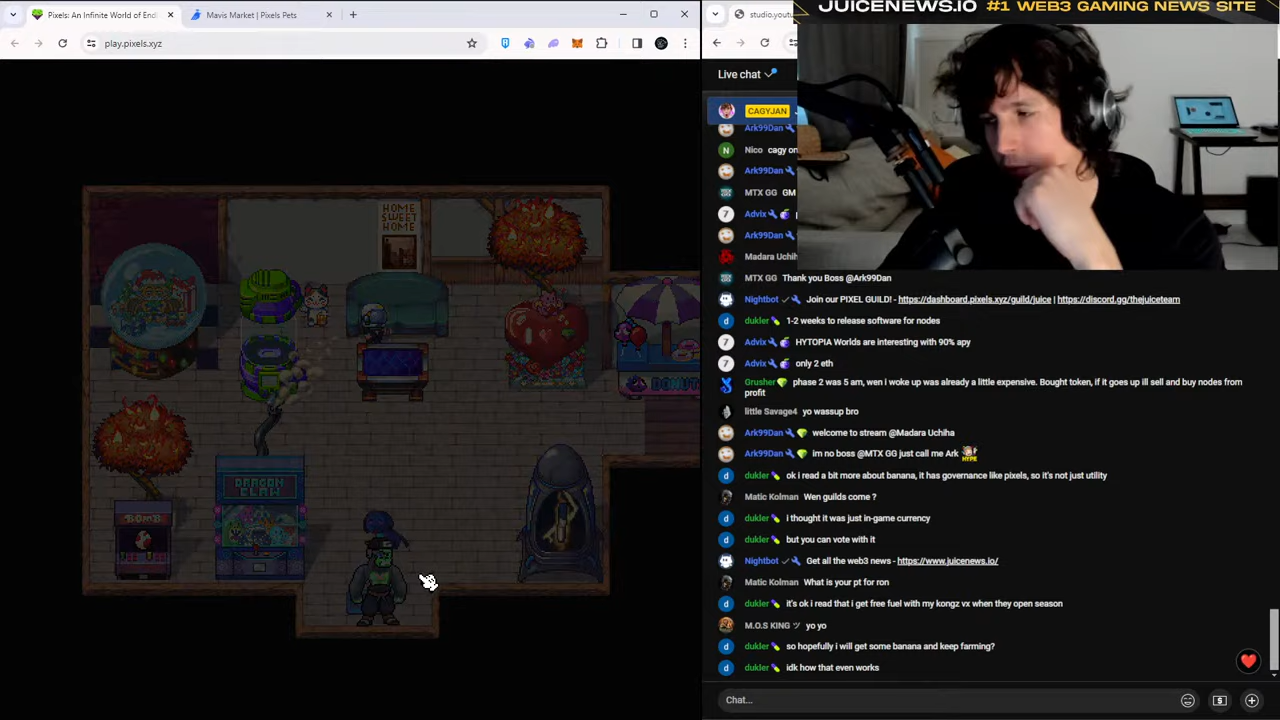 Pixels: An Infinite World of End
Mavis Market | Pixels Pets
play.pixels.xyz
studio.yout
JUICENEWS.IO #1 WEB3 GAMING NEWS SITE
Live chat
CAGYJAN
Ark99Dan
N Nico cagy on
Ark99Dan
MTX GG GM
7 Advix
Ark99Dan
Madara Uchih
MTX GG Thank you Boss @Ark99Dan
Nightbot Join our PIXEL GUILD! - https://dashboard.pixels.xyz/guild/juice | https://discord.gg/thejuiceteam
d dukler 1-2 weeks to release software for nodes
7 Advix HYTOPIA Worlds are interesting with 90% apy
7 Advix only 2 eth
Grusher phase 2 was 5 am, wen i woke up was already a little expensive. Bought token, if it goes up ill sell and buy nodes from
profit
little Savage4 yo wassup bro
Ark99Dan welcome to stream @Madara Uchiha
Ark99Dan im no boss @MTX GG just call me Ark HYPE
d dukler ok i read a bit more about banana, it has governance like pixels, so it's not just utility
Matic Kolman Wen guilds come ?
d dukler i thought it was just in-game currency
d dukler but you can vote with it
Nightbot Get all the web3 news - https://www.juicenews.io/
Matic Kolman What is your pt for ron
d dukler it's ok i read that i get free fuel with my kongz vx when they open season
M.O.S KING ツ yo yo
d dukler so hopefully i will get some banana and keep farming?
d dukler idk how that even works
Chat...
HOME
SWEET
HOME
DONUT
DRAGON
CLAW
BOMB